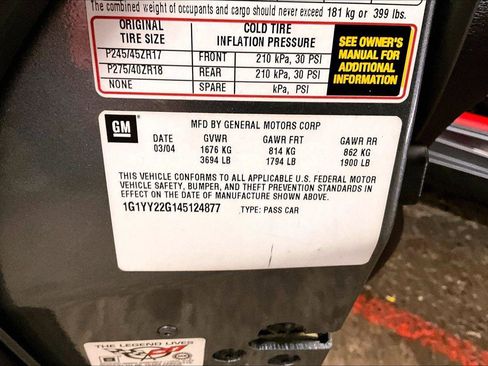 The combined weight of occupants and cargo should never exceed 181 kg or 399 lbs.
ORIGINAL TIRE SIZE COLD TIRE INFLATION PRESSURE
P245/45ZR17 FRONT 210 kPa, 30 PSI
P275/40ZR18 REAR 210 kPa, 30 PSI
NONE SPARE kPa, PSI
SEE OWNER'S
MANUAL FOR
ADDITIONAL
INFORMATION
GM
MFD BY GENERAL MOTORS CORP
DATE GVWR GAWR FRT GAWR RR
03/04 1676 KG 814 KG 862 KG
3694 LB 1794 LB 1900 LB
THIS VEHICLE CONFORMS TO ALL APPLICABLE U.S. FEDERAL MOTOR
VEHICLE SAFETY, BUMPER, AND THEFT PREVENTION STANDARDS IN
EFFECT ON THE DATE OF MANUFACTURE SHOWN ABOVE.
1G1YY22G145124877 TYPE: PASS CAR
THE LEGEND LIVES